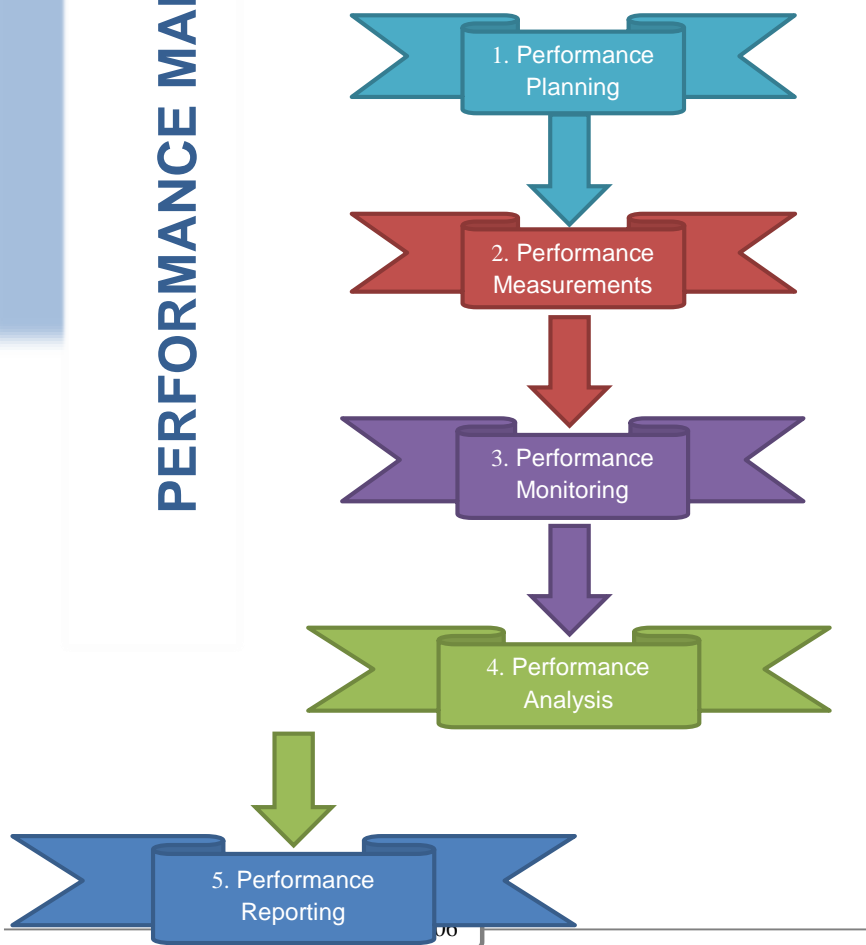 PERFORMANCE MA
1. Performance
Planning
2. Performance
Measurements
3. Performance
Monitoring
4. Performance
Analysis
5. Performance
Reporting